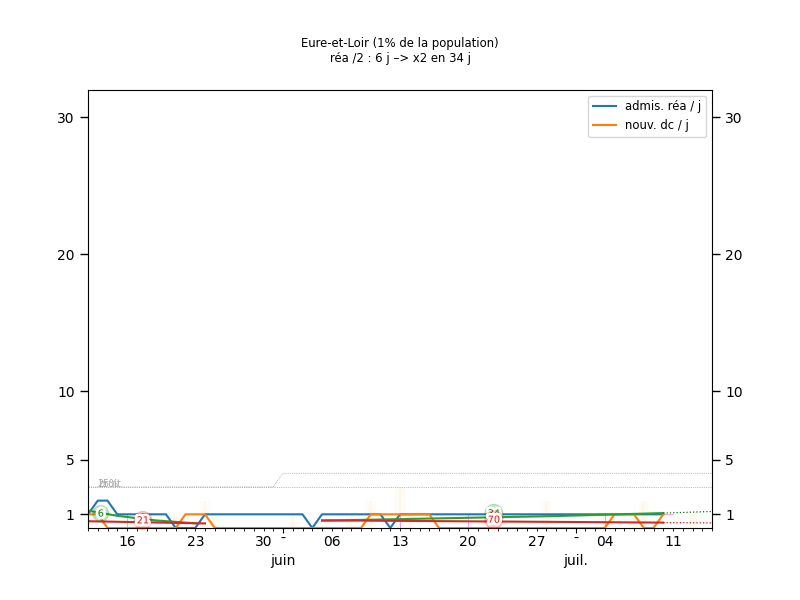 Eure-et-Loir (1% de la population)
réa /2 : 6 j –> x2 en 34 j
admis. réa / j
nouv. dc / j
30 30
20 20
10 10
5 5
1 1
6 21 34 70
16 23 30 - 06 13 20 27 - 04 11
juin juil.